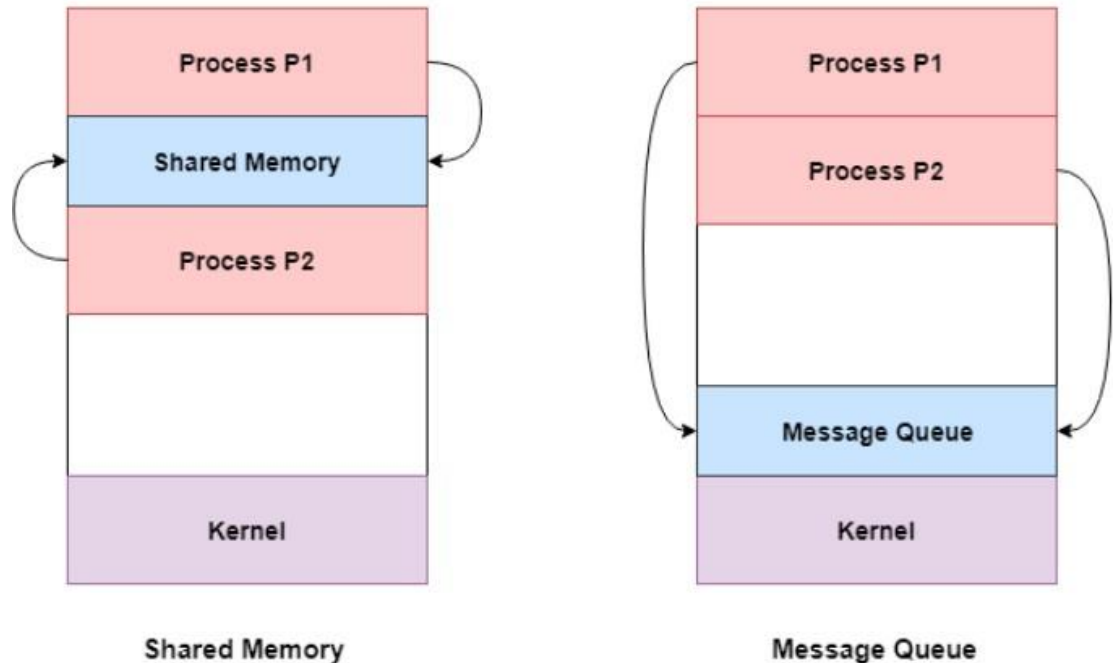 Process P1
Shared Memory
Process P2
Kernel
Shared Memory
Process P1
Process P2
Message Queue
Kernel
Message Queue